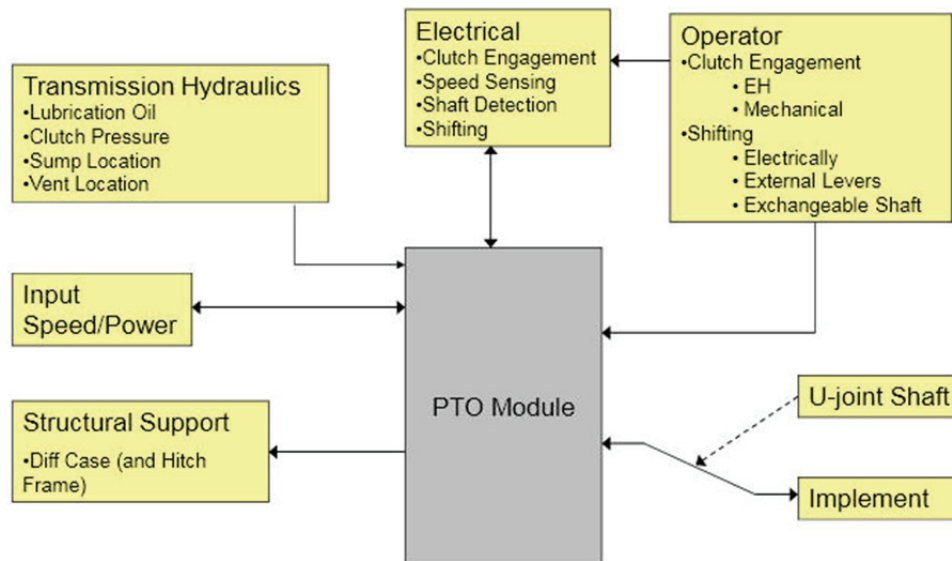 Transmission Hydraulics
•Lubrication Oil
•Clutch Pressure
•Sump Location
•Vent Location
Electrical
•Clutch Engagement
•Speed Sensing
•Shaft Detection
•Shifting
Operator
•Clutch Engagement
• EH
• Mechanical
•Shifting
• Electrically
• External Levers
• Exchangeable Shaft
Input
Speed/Power
PTO Module
Structural Support
•Diff Case (and Hitch
Frame)
U-joint Shaft
Implement